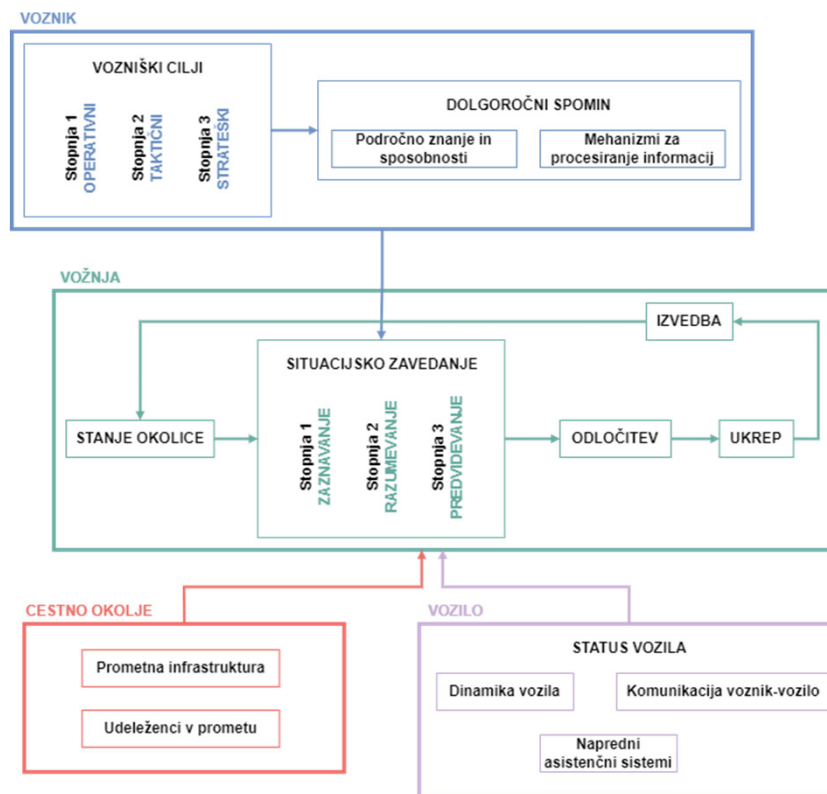 VOZNIK
VOZNIŠKI CILJI
Stopnja 1
OPERATIVNI
Stopnja 2
TAKTIČNI
Stopnja 3
STRATEŠKI
DOLGOROČNI SPOMIN
Področno znanje in
sposobnosti
Mehanizmi za
procesiranje informacij
VOŽNJA
IZVEDBA
SITUACIJSKO ZAVEDANJE
STANJE OKOLICE
Stopnja 1
ZAZNAVANJE
Stopnja 2
RAZUMEVANJE
Stopnja 3
PREDVIDEVANJE
ODLOČITEV
UKREP
CESTNO OKOLJE
Prometna infrastruktura
Udeleženci v prometu
VOZILO
STATUS VOZILA
Dinamika vozila
Komunikacija voznik-vozilo
Napredni
asistenčni sistemi